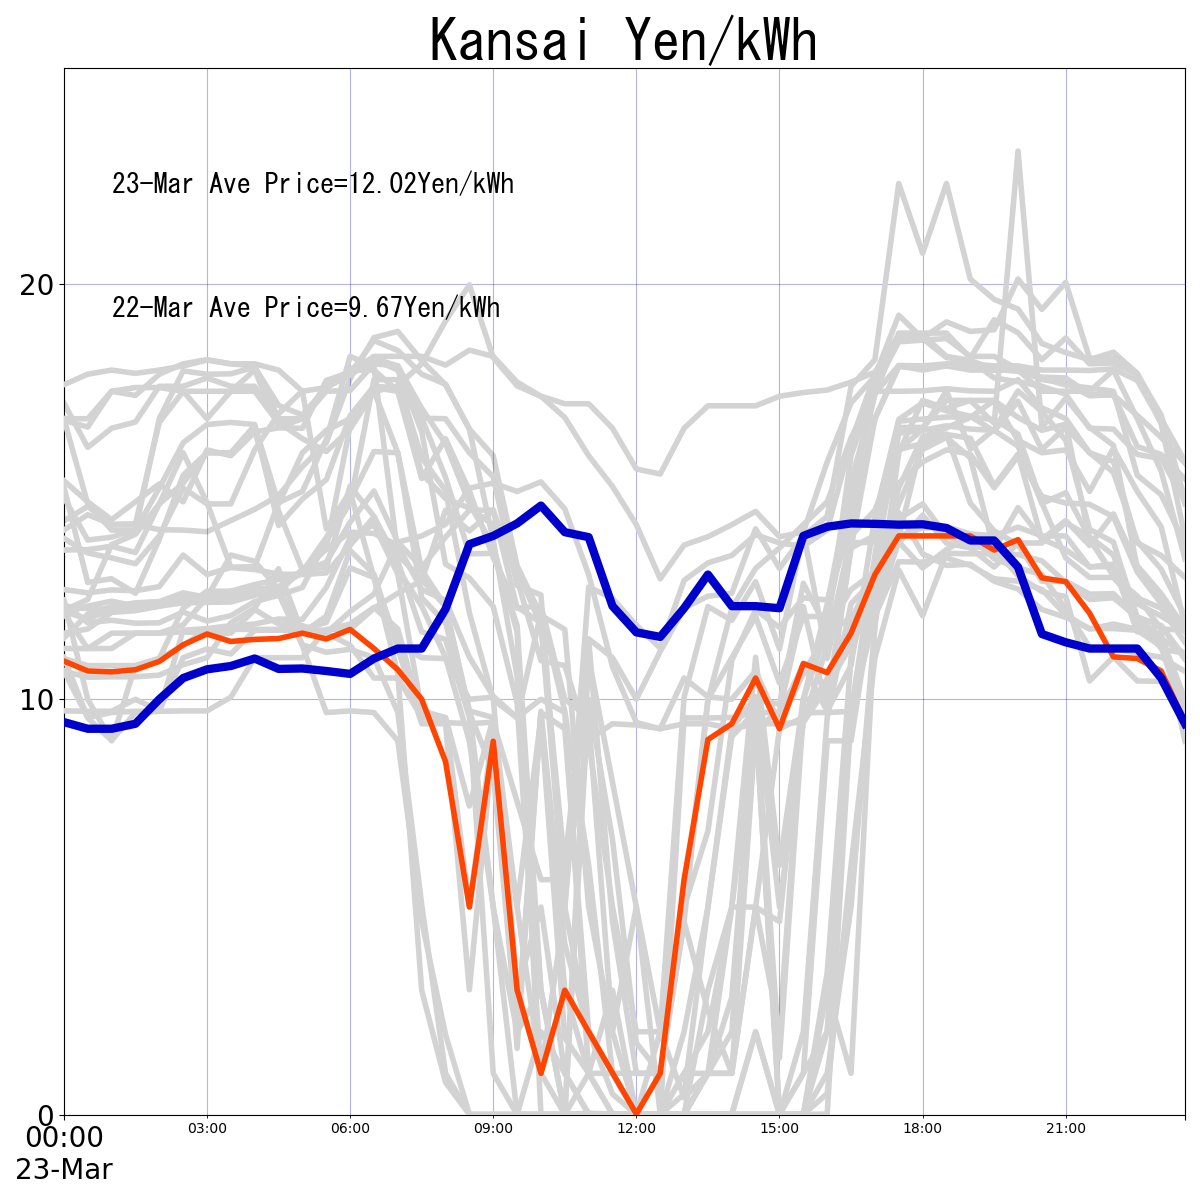 Kansai Yen/kWh
23-Mar Ave Price=12.02Yen/kWh
20
22-Mar Ave Price=9.67Yen/kWh
10
0
00:00 03:00 06:00 09:00 12:00 15:00 18:00 21:00
23-Mar